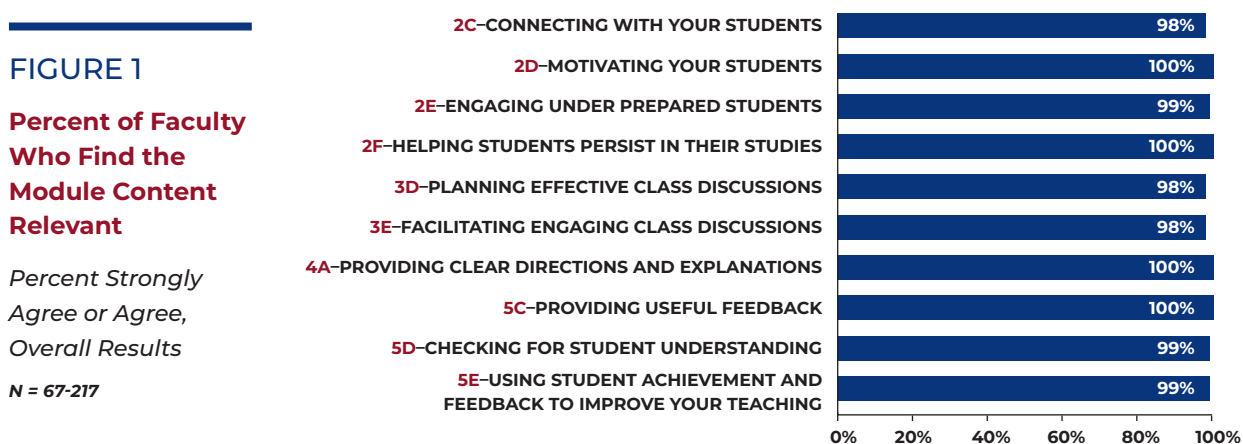 FIGURE 1
Percent of Faculty
Who Find the
Module Content
Relevant
Percent Strongly
Agree or Agree,
Overall Results
N = 67-217
2C–CONNECTING WITH YOUR STUDENTS 98%
2D–MOTIVATING YOUR STUDENTS 100%
2E–ENGAGING UNDER PREPARED STUDENTS 99%
2F–HELPING STUDENTS PERSIST IN THEIR STUDIES 100%
3D–PLANNING EFFECTIVE CLASS DISCUSSIONS 98%
3E–FACILITATING ENGAGING CLASS DISCUSSIONS 98%
4A–PROVIDING CLEAR DIRECTIONS AND EXPLANATIONS 100%
5C–PROVIDING USEFUL FEEDBACK 100%
5D–CHECKING FOR STUDENT UNDERSTANDING 99%
5E–USING STUDENT ACHIEVEMENT AND
FEEDBACK TO IMPROVE YOUR TEACHING 99%
0% 20% 40% 60% 80% 100%